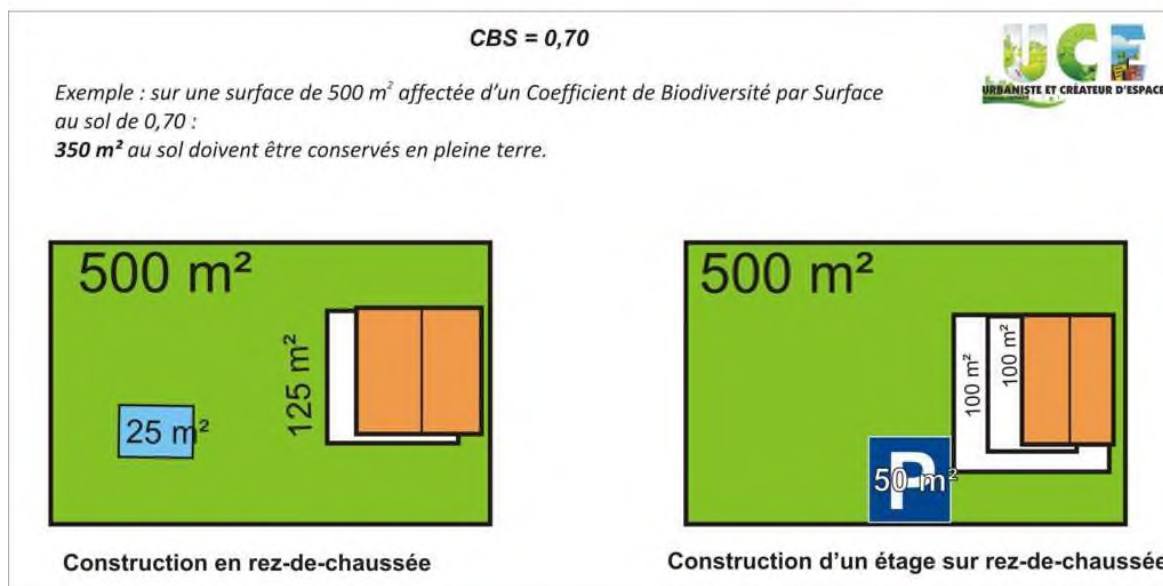 CBS = 0,70
UCE
URBANISTE ET CRÉATEUR D'ESPACE
Exemple : sur une surface de 500 m² affectée d'un Coefficient de Biodiversité par Surface
au sol de 0,70 :
350 m² au sol doivent être conservés en pleine terre.
500 m²
125 m²
25 m²
Construction en rez-de-chaussée
500 m²
100 m²
100 m²
P
50 m²
Construction d'un étage sur rez-de-chaussée